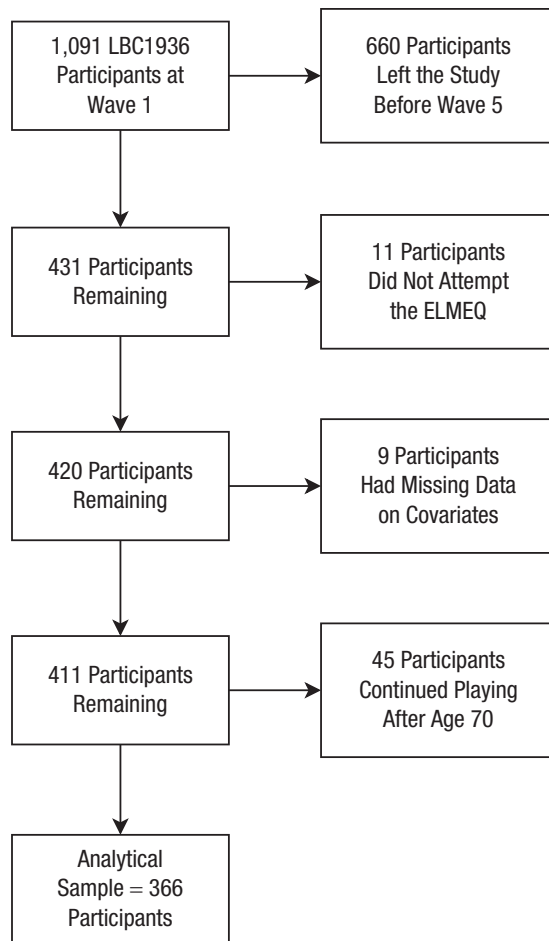 1,091 LBC1936
Participants at
Wave 1
660 Participants
Left the Study
Before Wave 5
431 Participants
Remaining
11 Participants
Did Not Attempt
the ELMEQ
420 Participants
Remaining
9 Participants
Had Missing Data
on Covariates
411 Participants
Remaining
45 Participants
Continued Playing
After Age 70
Analytical
Sample = 366
Participants